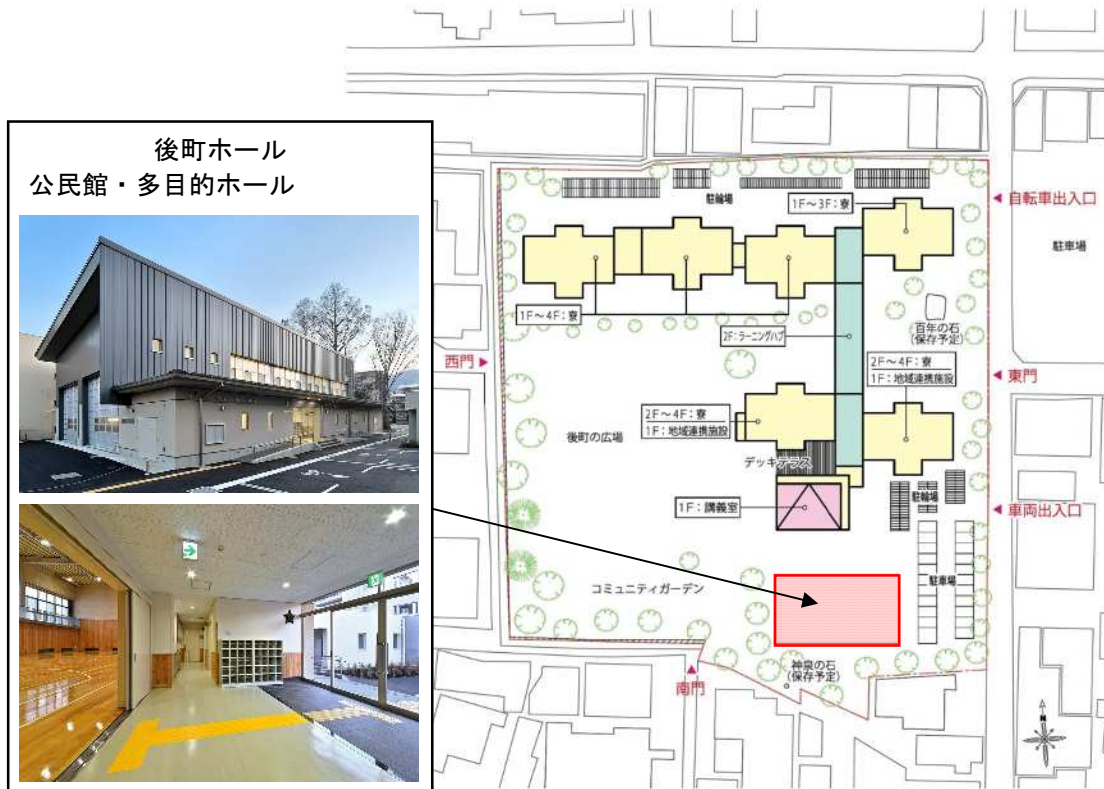 後町ホール
公民館・多目的ホール
駐輪場
1F～3F：寮
自転車出入口
駐車場
1F～4F：寮
2F：ラーニングハブ
百年の石
(保存予定)
西門
2F～4F：寮
1F：地域連携施設
東門
2F～4F：寮
1F：地域連携施設
後町の広場
デッキテラス
1F：講義室
駐輪場
車両出入口
コミュニティガーデン
駐車場
神泉の石
(保存予定)
南門
N